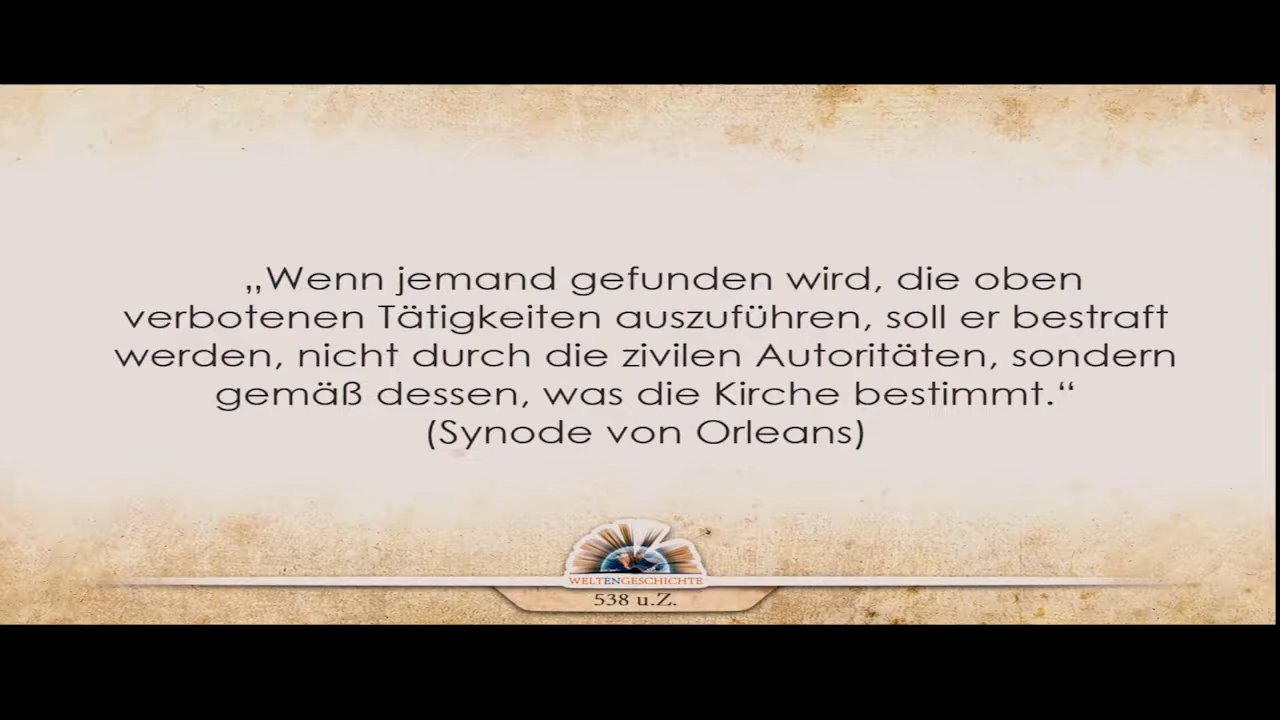 „Wenn jemand gefunden wird, die oben
verbotenen Tätigkeiten auszuführen, soll er bestraft
werden, nicht durch die zivilen Autoritäten, sondern
gemäß dessen, was die Kirche bestimmt.“
(Synode von Orleans)
WELTENGESCHICHTE
538 u.Z.